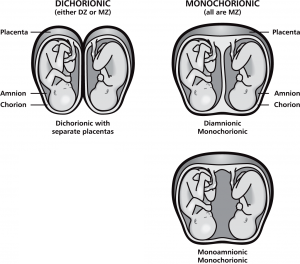 DICHORIONIC
(either DZ or MZ)
MONOCHORIONIC
(all are MZ)
Placenta
Placenta
Amnion
Chorion
Amnion
Chorion
Dichorionic with
separate placentas
Diamnionic
Monochorionic
Monoamnionic
Monochorionic